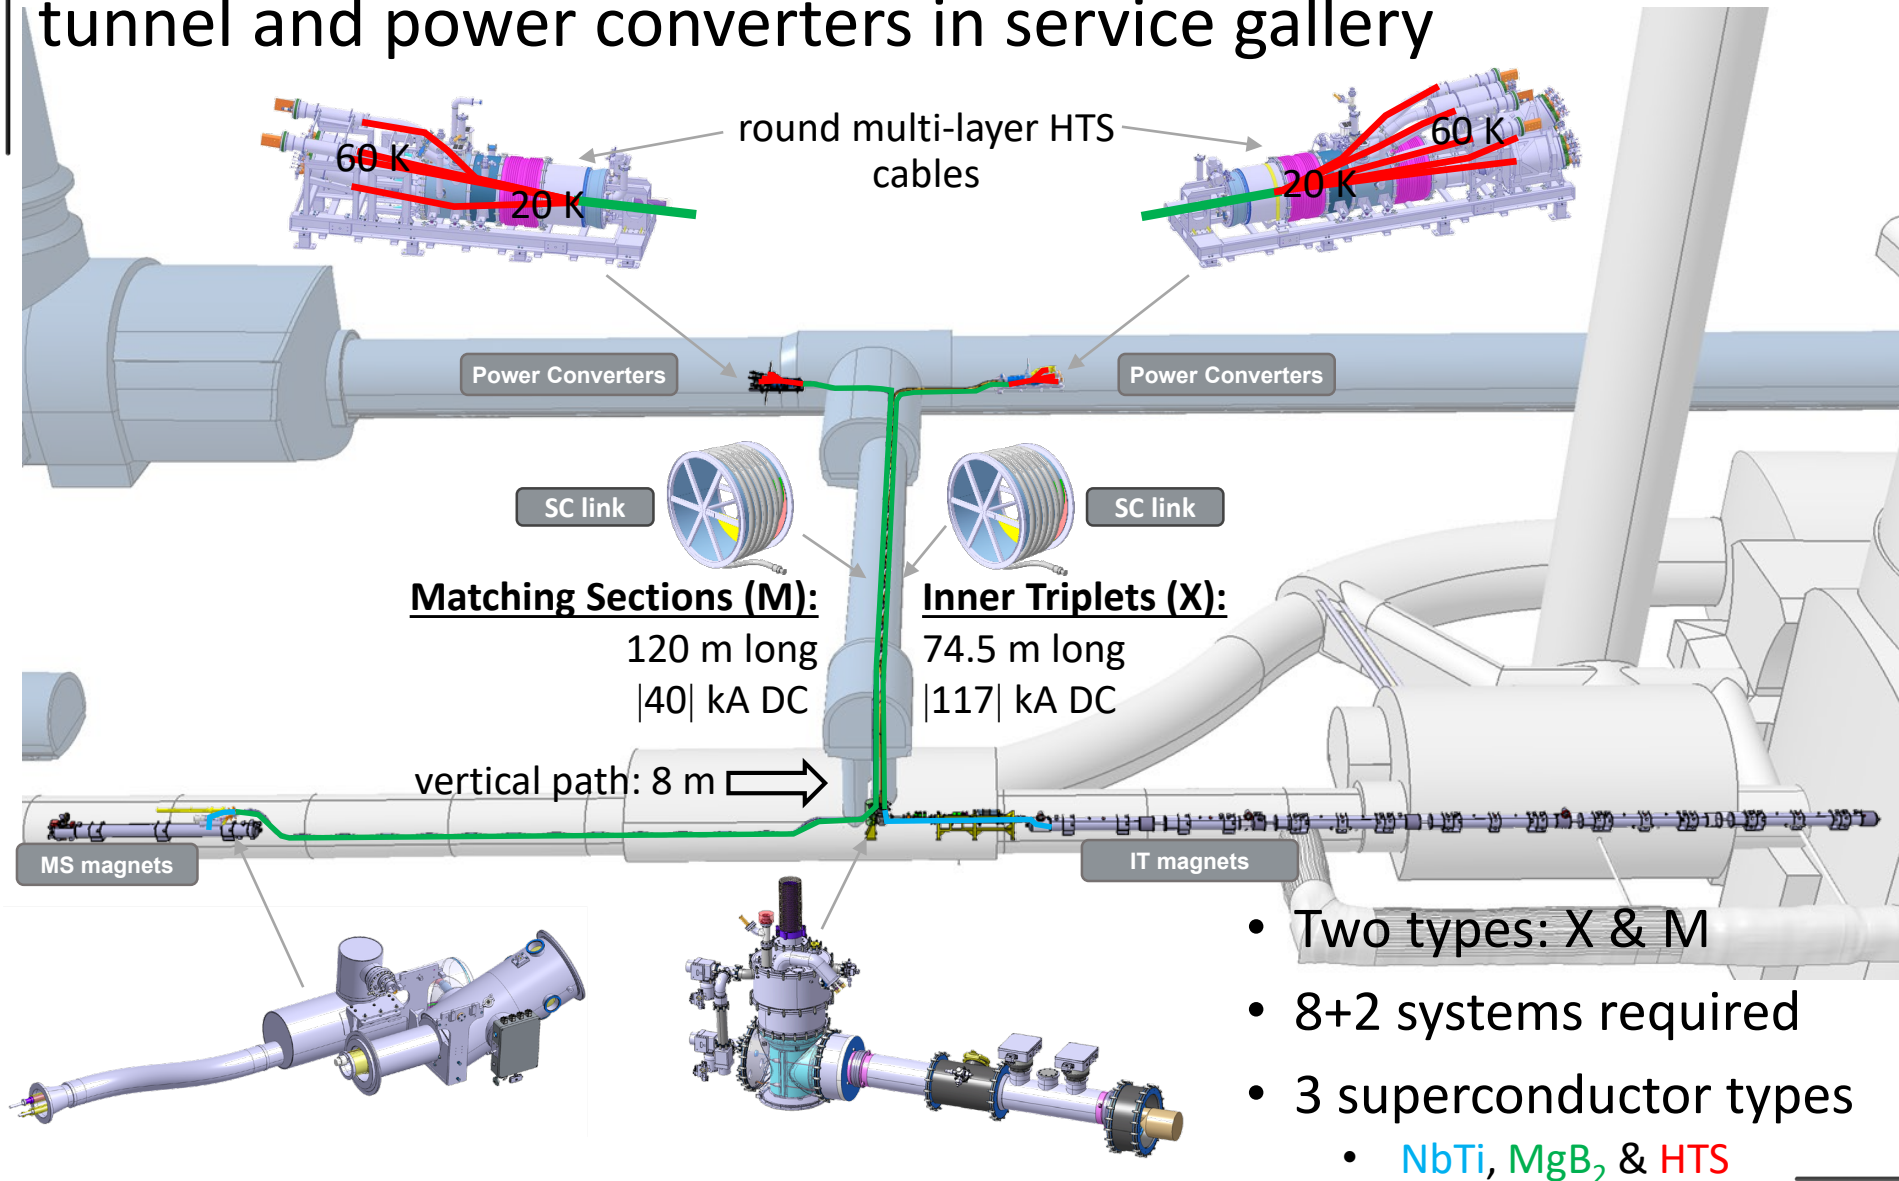 tunnel and power converters in service gallery
round multi-layer HTS
cables
60 K
20 K
60 K
20 K
Power Converters
Power Converters
SC link
SC link
Matching Sections (M):
120 m long
|40| kA DC
Inner Triplets (X):
74.5 m long
|117| kA DC
vertical path: 8 m
MS magnets
IT magnets
• Two types: X & M
• 8+2 systems required
• 3 superconductor types
• NbTi, MgB₂ & HTS